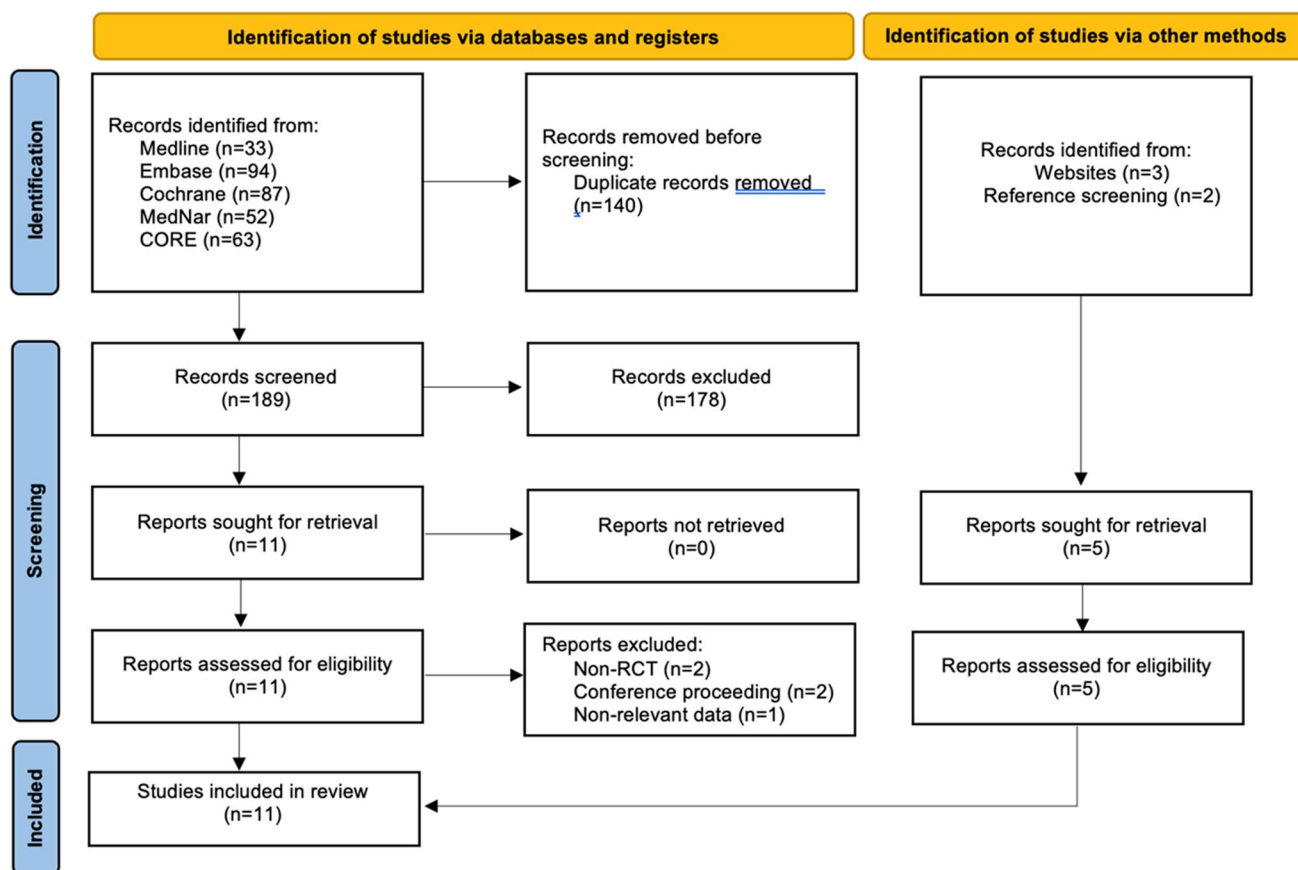 Identification of studies via databases and registers
Identification of studies via other methods
Identification
Records identified from:
Medline (n=33)
Embase (n=94)
Cochrane (n=87)
MedNar (n=52)
CORE (n=63)
Records removed before
screening:
Duplicate records removed
(n=140)
Records identified from:
Websites (n=3)
Reference screening (n=2)
Screening
Records screened
(n=189)
Records excluded
(n=178)
Reports sought for retrieval
(n=11)
Reports not retrieved
(n=0)
Reports sought for retrieval
(n=5)
Reports assessed for eligibility
(n=11)
Reports excluded:
Non-RCT (n=2)
Conference proceeding (n=2)
Non-relevant data (n=1)
Reports assessed for eligibility
(n=5)
Included
Studies included in review
(n=11)